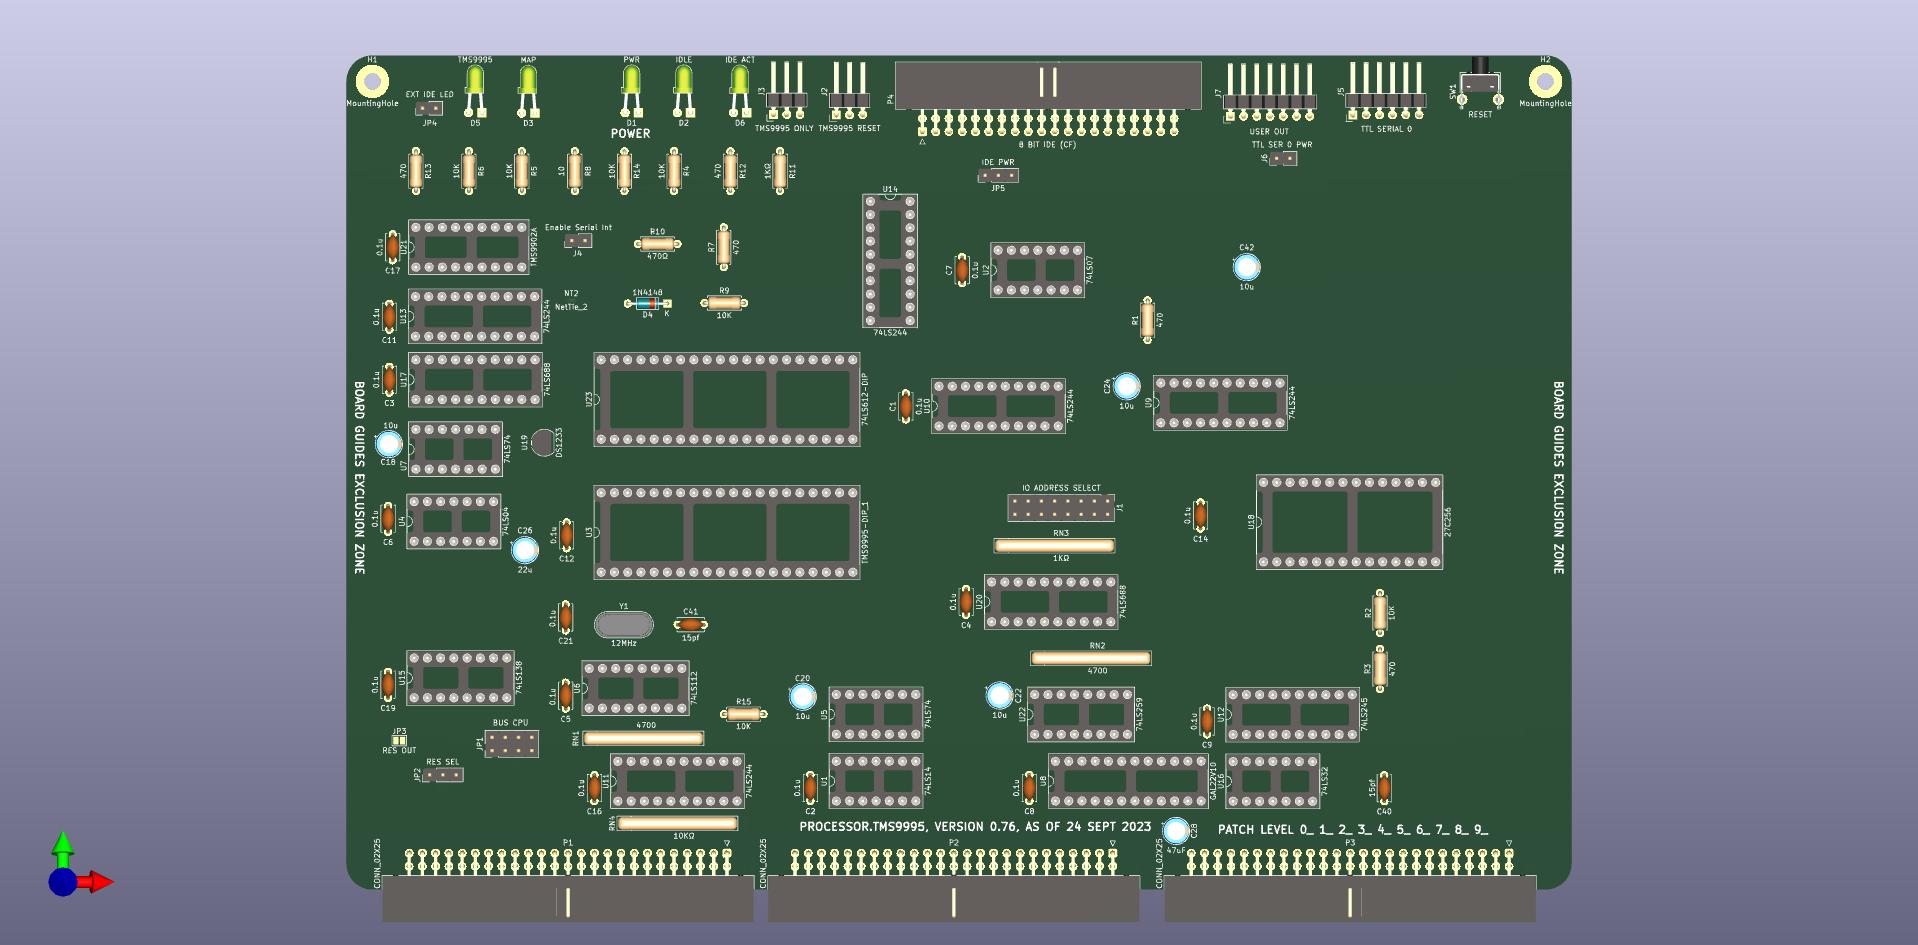 H1
MountingHole
TMS9995
D5
MAP
D3
PWR
D1
POWER
IDLE
D2
IDE ACT
D6
EXT IDE LED
JP4
J3
TMS9995 ONLY
J2
TMS9995 RESET
P4
8 BIT IDE (CF)
J7
USER OUT
J5
TTL SERIAL 0
SW1
RESET
H2
MountingHole
TTL SER 0 PWR
J6
IDE PWR
JP5
470
R13
10K
R6
10K
R5
10
R8
10K
R14
10K
R4
470
R12
1KΩ
R11
U14
74LS244
0.1u
C17
U21
TMS9902A
Enable Serial Int
J4
R10
470Ω
R7
470
C7
0.1u
U2
74LS07
C42
10u
0.1u
C11
U13
74LS244
NT2
NetTie_2
1N4148
D4
K
R9
10K
R1
470
0.1u
C3
U17
74LS688
U23
74LS612-DIP
C1
0.1u
U10
74LS244
C24
10u
U9
74LS244
10u
C18
U7
74LS74
U19
DS1233
BOARD GUIDES EXCLUSION ZONE
BOARD GUIDES EXCLUSION ZONE
0.1u
C6
U4
74LS04
C26
22u
0.1u
C12
U3
TMS9995-DIP_1
IO ADDRESS SELECT
J1
RN3
1KΩ
0.1u
C14
U18
27C256
0.1u
C21
Y1
12MHz
C41
15pf
0.1u
C4
U20
74LS688
R2
10K
RN2
4700
R3
470
0.1u
C19
U15
74LS138
0.1u
C5
U6
74LS112
R15
10K
C20
10u
U5
74LS74
C22
10u
U22
74LS259
0.1u
C9
U12
74LS245
JP3
RES OUT
BUS CPU
JP1
4700
RN1
RES SEL
JP2
0.1u
C16
U11
74LS244
0.1u
C2
U1
74LS14
0.1u
C8
U8
GAL22V10
U16
74LS32
15pf
C40
RN4
10KΩ
PROCESSOR.TMS9995, VERSION 0.76, AS OF 24 SEPT 2023
C28
47uF
PATCH LEVEL 0_ 1_ 2_ 3_ 4_ 5_ 6_ 7_ 8_ 9_
CONN_02X25
P1
CONN_02X25
P2
CONN_02X25
P3